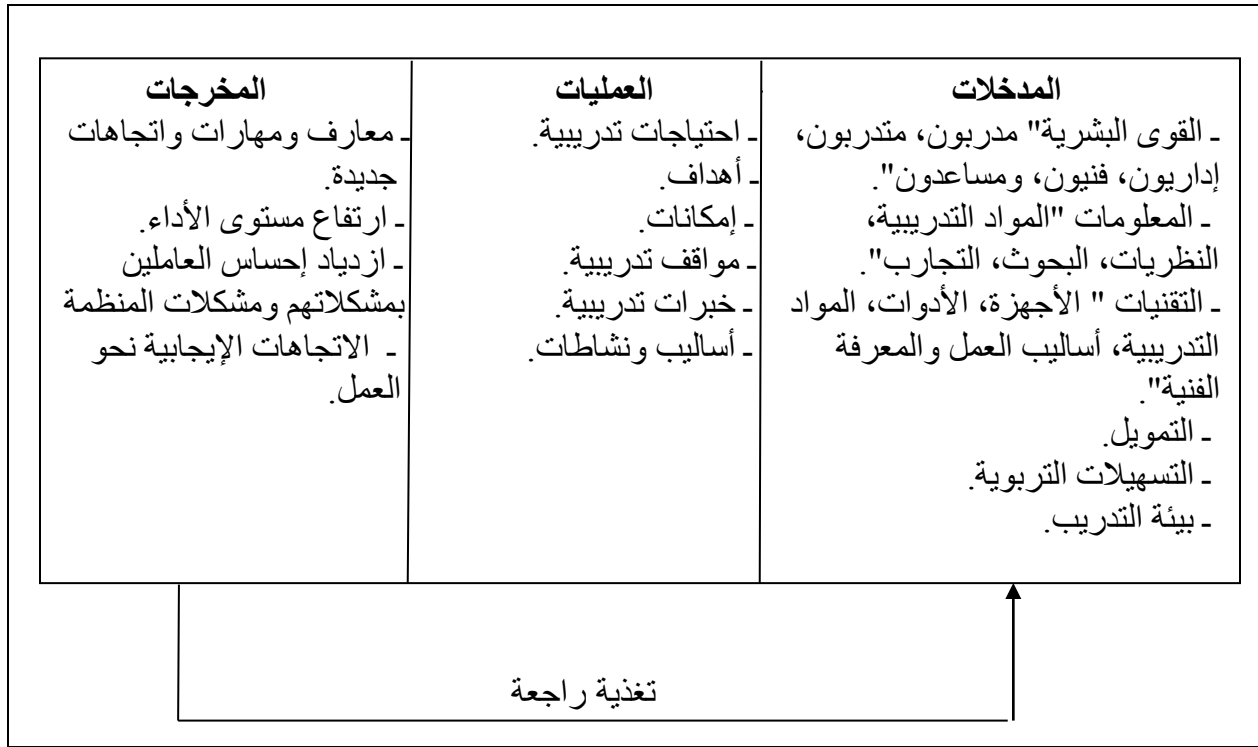 المدخلات
ـ القوى البشرية" مدربون، متدربون،
إداريون، فنيون، ومساعدون".
ـ المعلومات "المواد التدريبية،
النظريات، البحوث، التجارب".
ـ التقنيات " الأجهزة، الأدوات، المواد
التدريبية، أساليب العمل والمعرفة
الفنية".
ـ التمويل.
ـ التسهيلات التربوية.
ـ بيئة التدريب.
العمليات
ـ احتياجات تدريبية.
ـ أهداف.
ـ إمكانات.
ـ مواقف تدريبية.
ـ خبرات تدريبية.
ـ أساليب ونشاطات.
المخرجات
ـ معارف ومهارات واتجاهات
جديدة.
ـ ارتفاع مستوى الأداء.
ـ ازدياد إحساس العاملين
بمشكلاتهم ومشكلات المنظمة
ـ الاتجاهات الإيجابية نحو
العمل.
تغذية راجعة